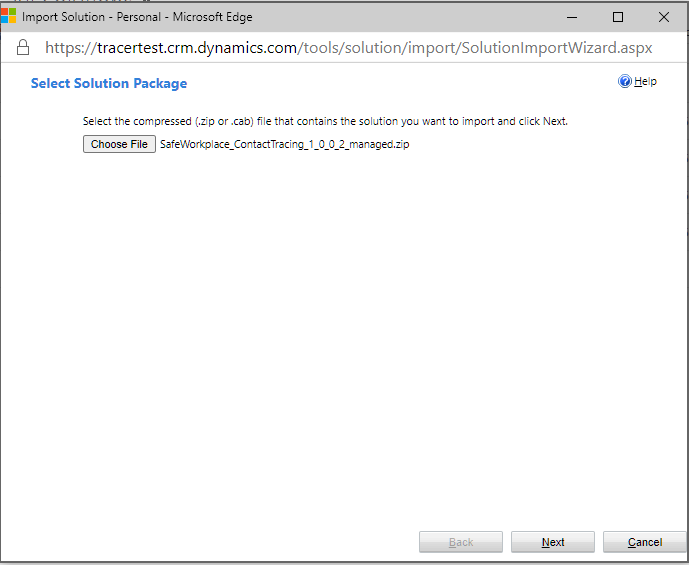 Import Solution - Personal - Microsoft Edge
https://tracertest.crm.dynamics.com/tools/solution/import/SolutionImportWizard.aspx
Select Solution Package
Help
Select the compressed (.zip or .cab) file that contains the solution you want to import and click Next.
Choose File SafeWorkplace_ContactTracing_1_0_0_2_managed.zip
Back Next Cancel